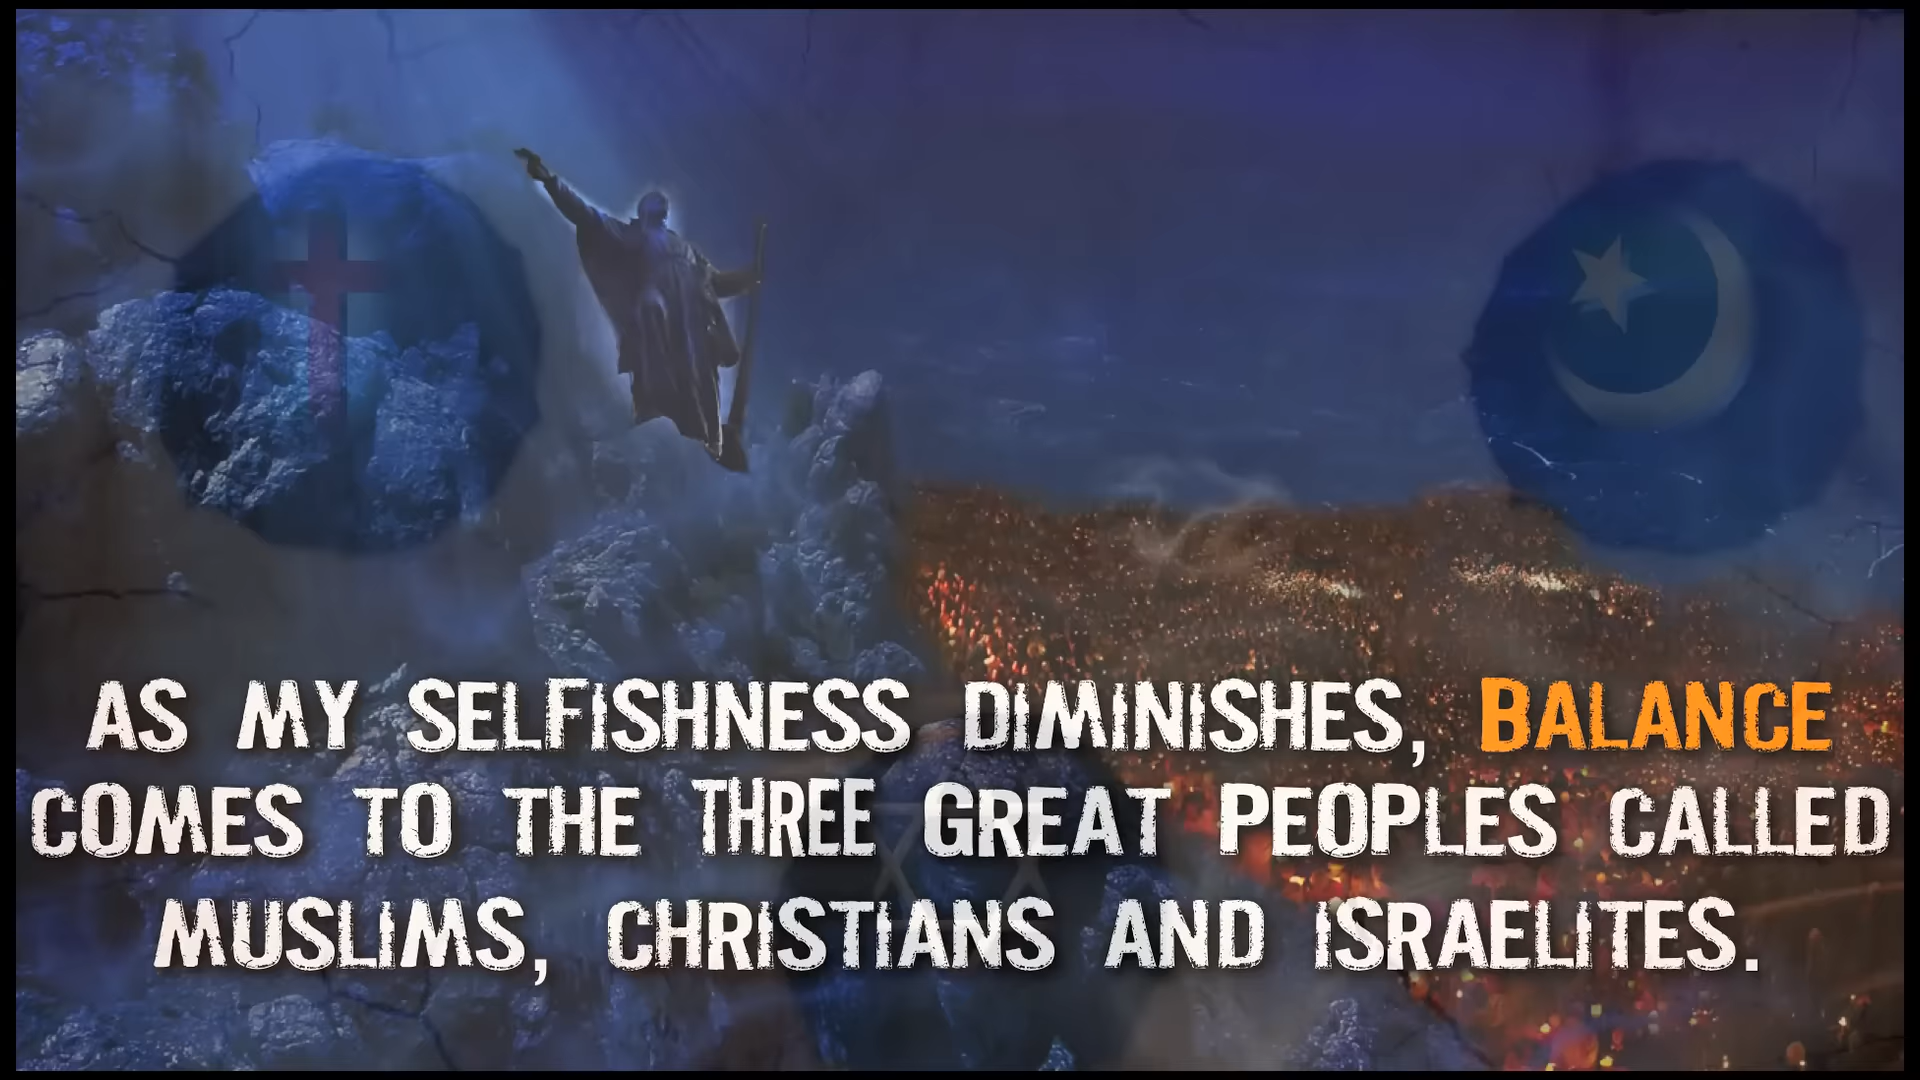 AS MY SELFISHNESS DIMINISHES, BALANCE
COMES TO THE THREE GREAT PEOPLES CALLED
MUSLIMS, CHRISTIANS AND ISRAELITES.